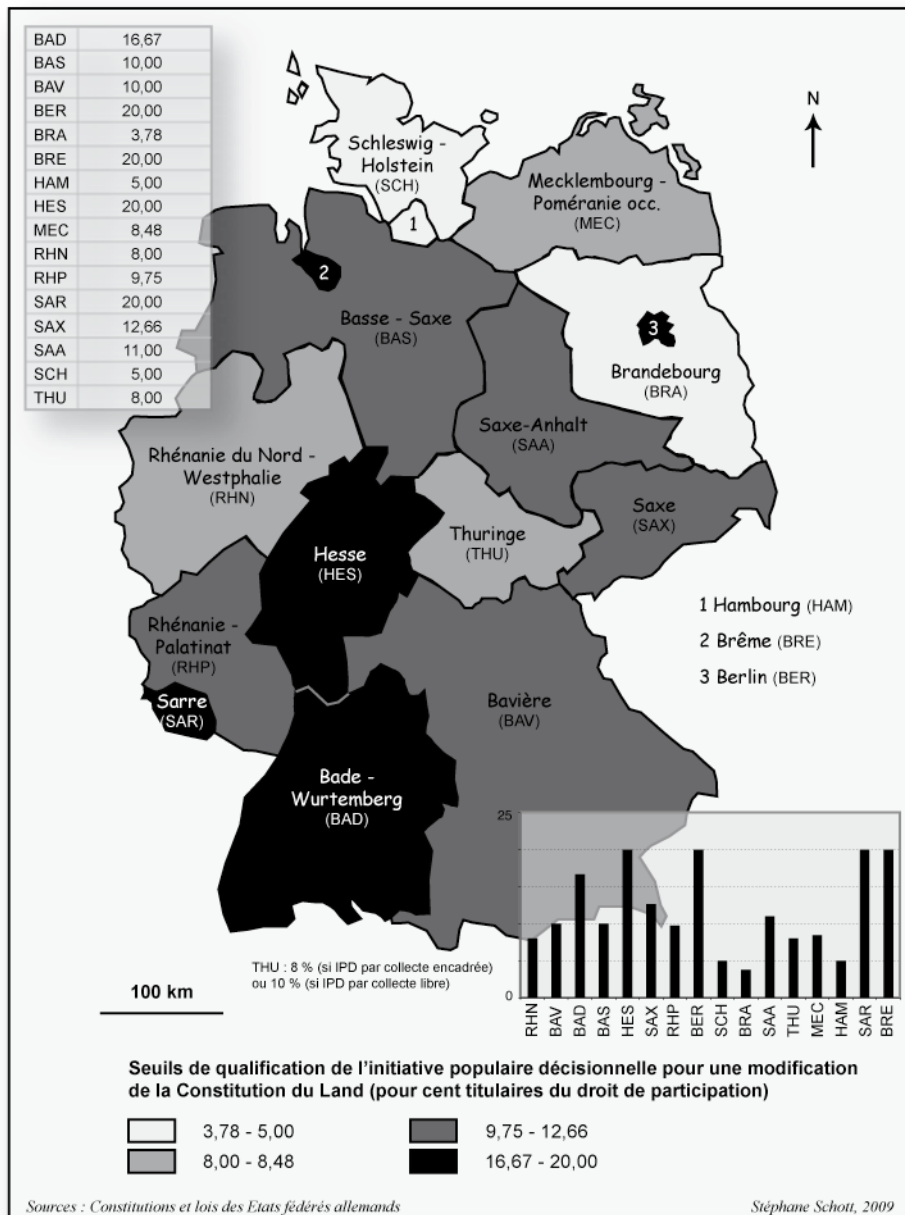 BAD 16,67
BAS 10,00
BAV 10,00
BER 20,00
BRA 3,78
BRE 20,00
HAM 5,00
HES 20,00
MEC 8,48
RHN 8,00
RHP 9,75
SAR 20,00
SAX 12,66
SAA 11,00
SCH 5,00
THU 8,00
N
Schleswig -
Holstein
(SCH)
Mecklembourg -
Poméranie occ.
(MEC)
1
2
3
Basse - Saxe
(BAS)
Brandebourg
(BRA)
Saxe-Anhalt
(SAA)
Rhénanie du Nord -
Westphalie
(RHN)
Saxe
(SAX)
Thuringe
(THU)
Hesse
(HES)
1 Hambourg (HAM)
2 Brême (BRE)
3 Berlin (BER)
Rhénanie -
Palatinat
(RHP)
Sarre
(SAR)
Bavière
(BAV)
Bade -
Wurtemberg
(BAD)
25
0
RHN BAV BAD BAS HES SAX RHP BER SCH BRA SAA THU MEC HAM SAR BRE
THU : 8 % (si IPD par collecte encadrée)
ou 10 % (si IPD par collecte libre)
100 km
Seuils de qualification de l'initiative populaire décisionnelle pour une modification
de la Constitution du Land (pour cent titulaires du droit de participation)
3,78 - 5,00
9,75 - 12,66
8,00 - 8,48
16,67 - 20,00
Sources : Constitutions et lois des Etats fédérés allemands
Stéphane Schott, 2009